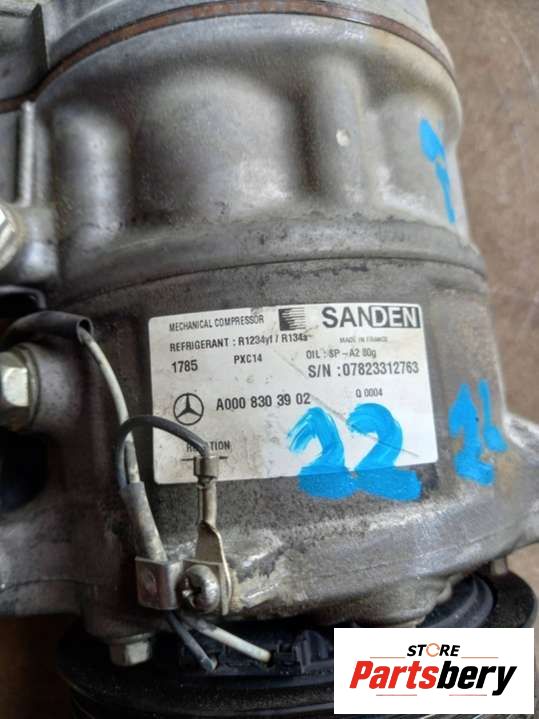 MECHANICAL COMPRESSOR SANDEN
REFRIGERANT : R1234yf / R134a MADE IN FRANCE
1785 PXC14 OIL : SP-A2 80g
S/N :07823312763
A000 830 39 02 Q 0004
22
22
STORE
Partsbery